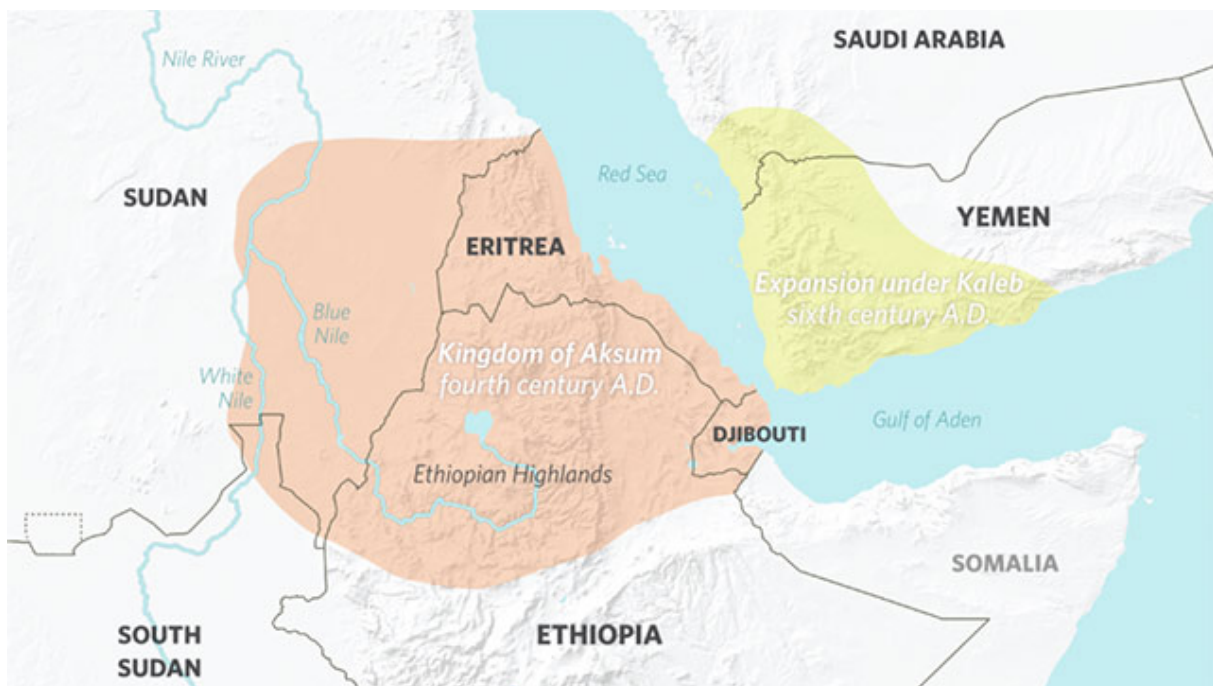 SAUDI ARABIA
Nile River
Red Sea
SUDAN
YEMEN
ERITREA
Expansion under Kaleb
sixth century A.D.
Blue
Nile
Kingdom of Aksum
fourth century A.D.
White
Nile
Gulf of Aden
DJIBOUTI
Ethiopian Highlands
SOMALIA
SOUTH
SUDAN
ETHIOPIA